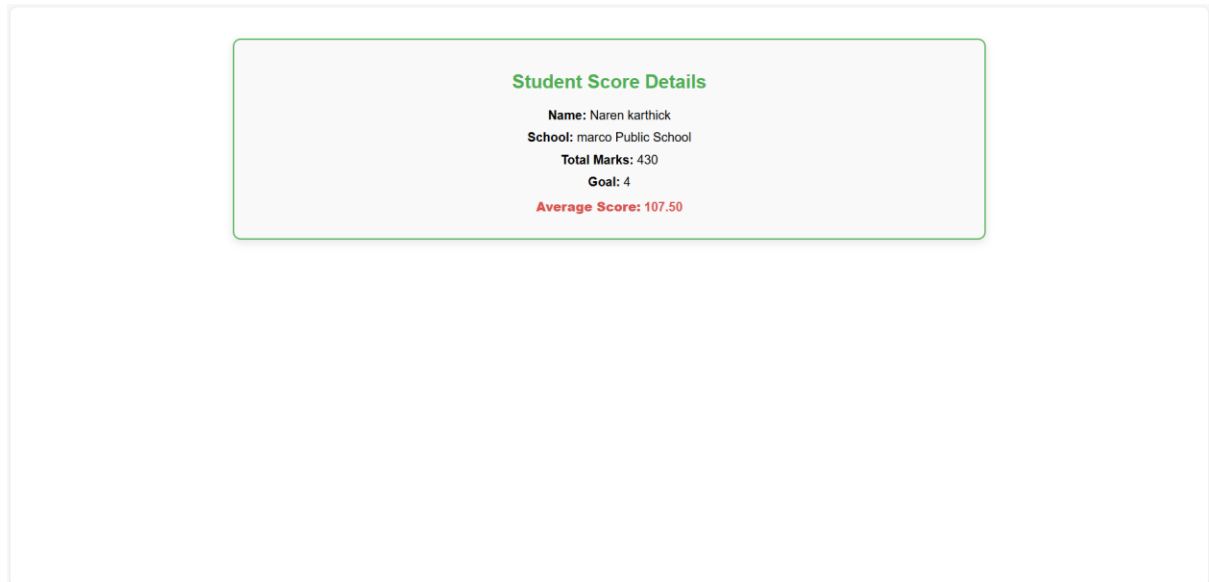 Student Score Details
Name: Naren karthick
School: marco Public School
Total Marks: 430
Goal: 4
Average Score: 107.50